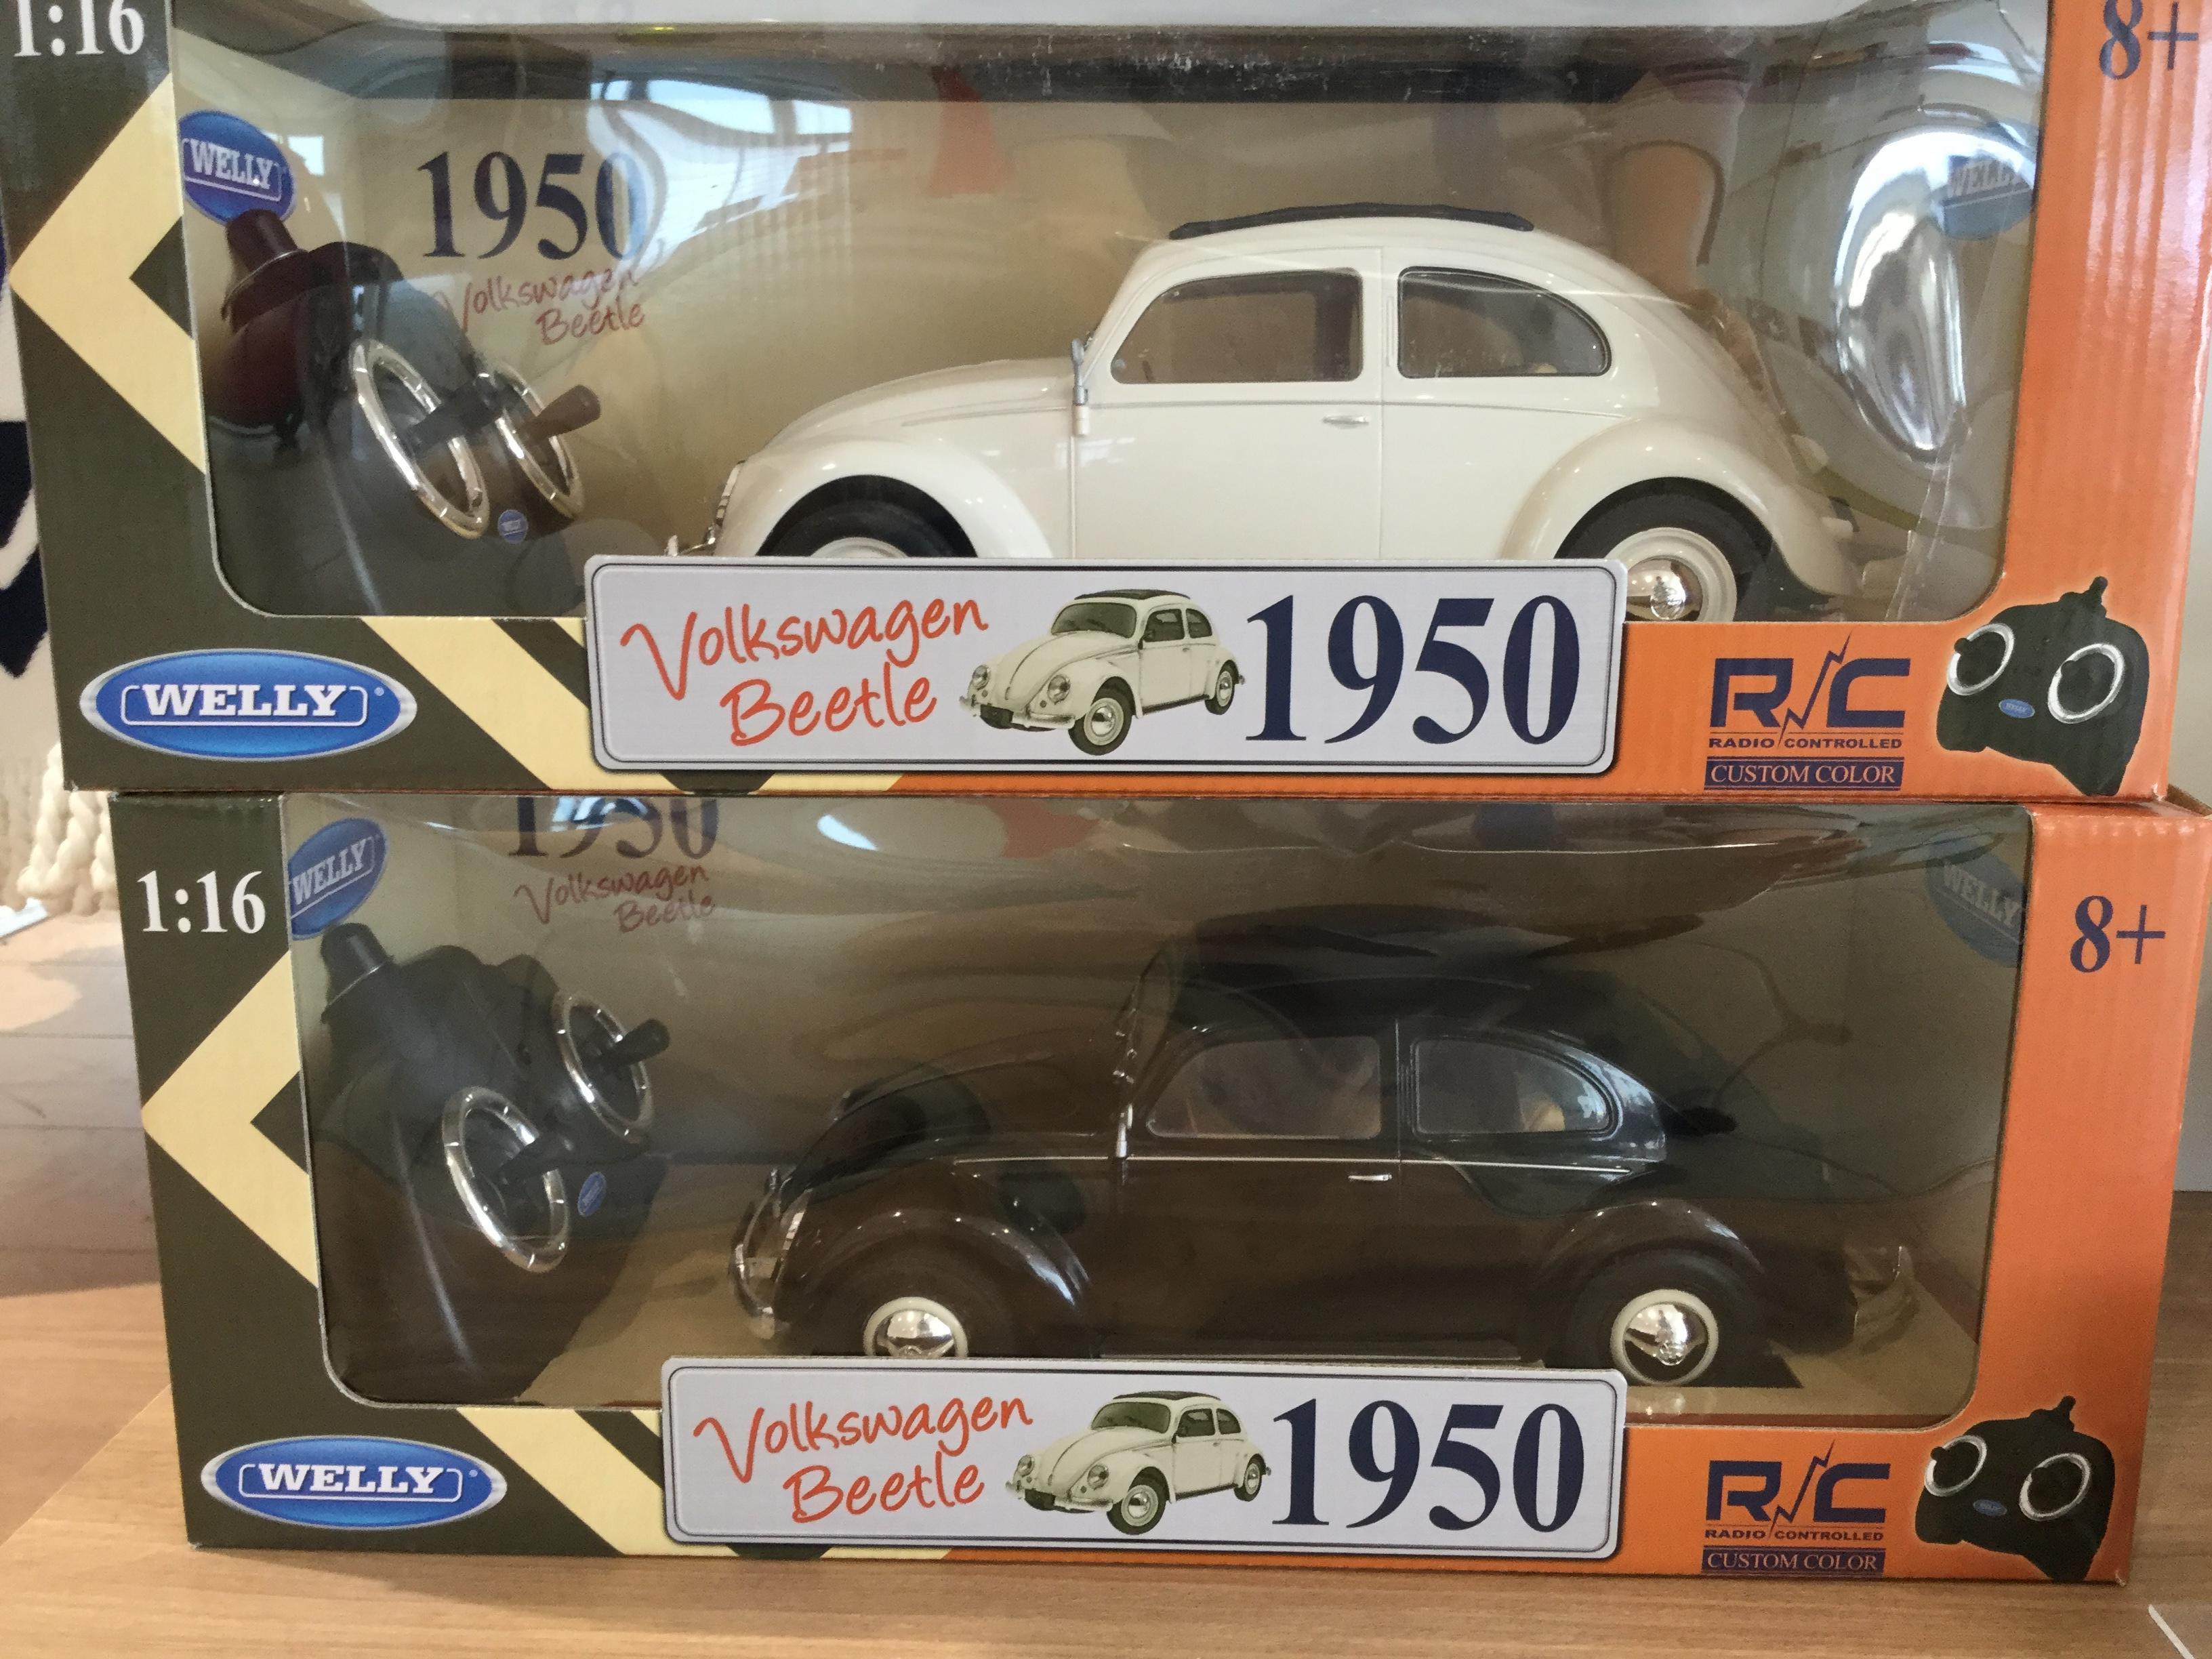 1:16
8+
WELLY
WELLY
1950
Volkswagen
Beetle
WELLY
Volkswagen
Beetle
1950
R/C
RADIO CONTROLLED
CUSTOM COLOR
WELLY
1950
Volkswagen
Beetle
WELLY
1:16
8+
WELLY
Volkswagen
Beetle
1950
R/C
RADIO CONTROLLED
CUSTOM COLOR